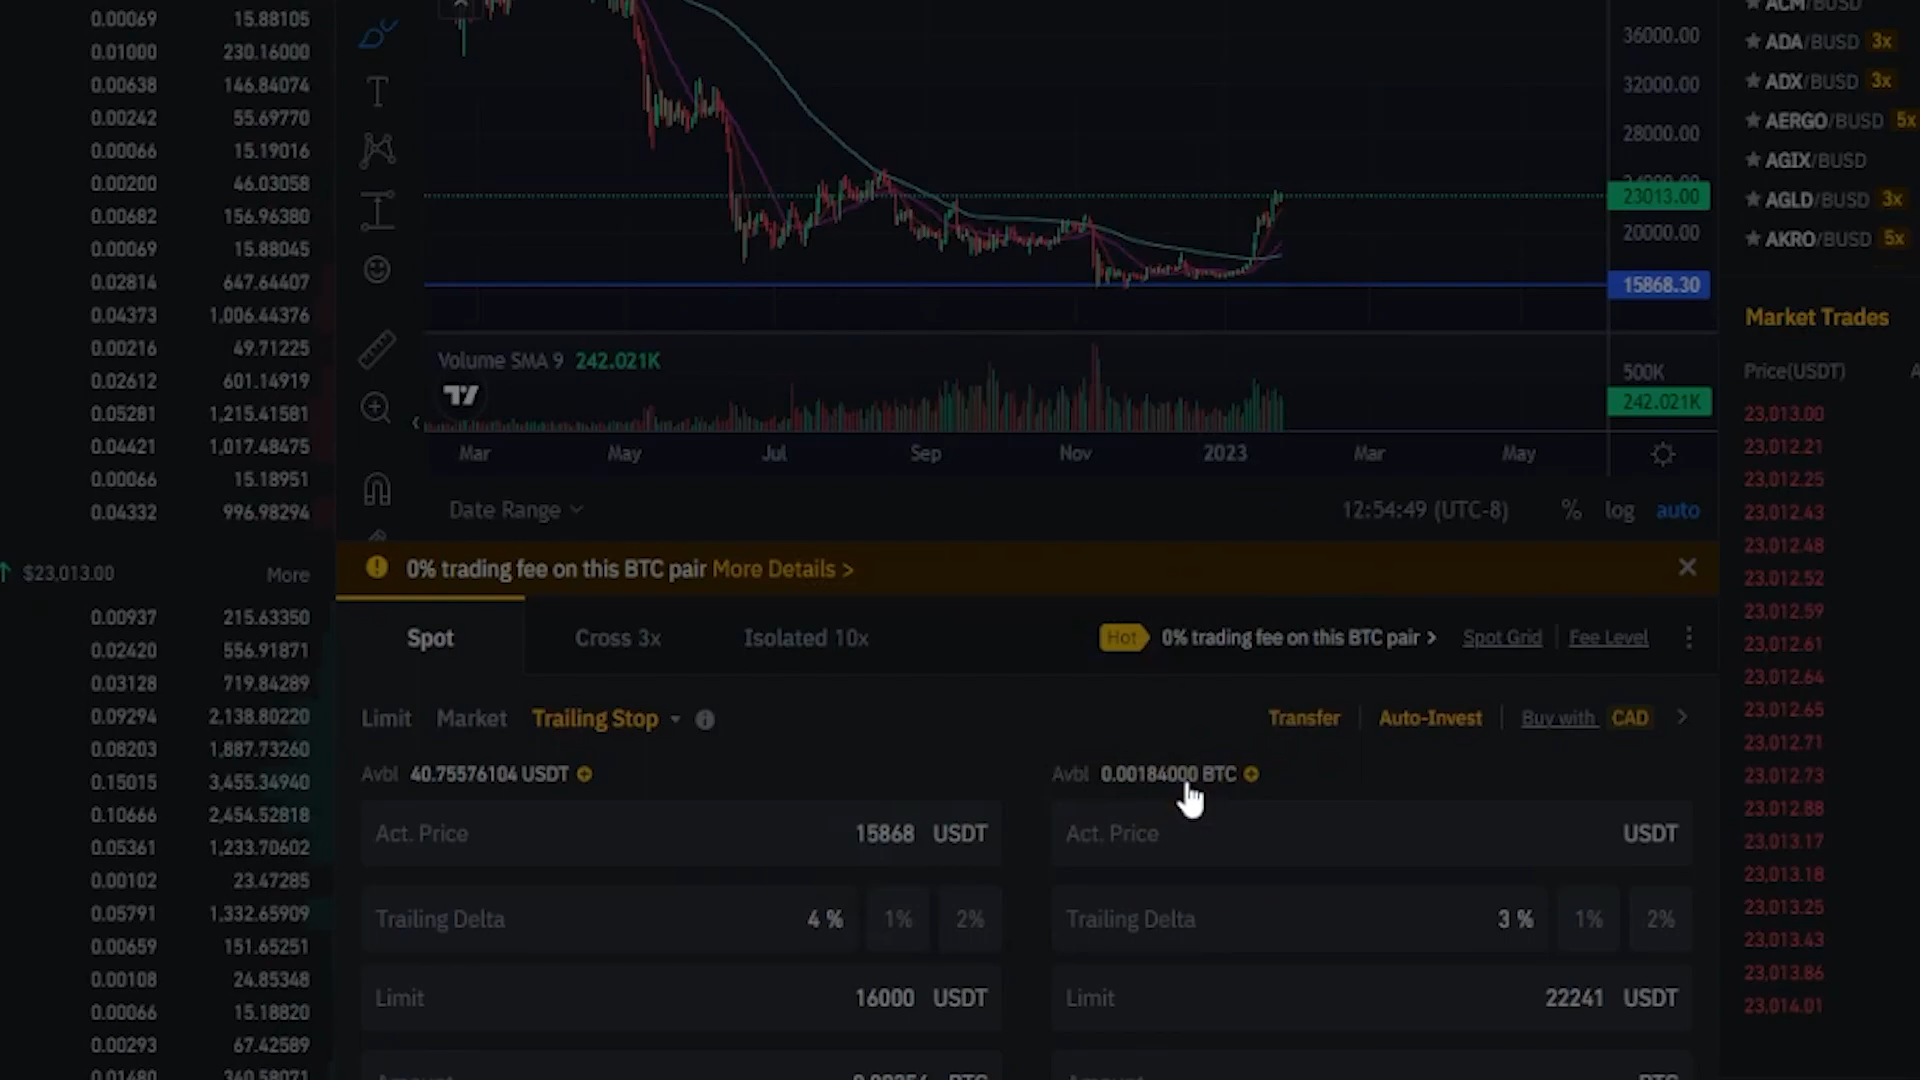 0.00069 15.88105
0.01000 230.16000
0.00638 146.84074
0.00242 55.69770
0.00066 15.19016
0.00200 46.03058
0.00682 156.96380
0.00069 15.88045
0.02814 647.64407
0.04373 1,006.44376
0.00216 49.71225
0.02612 601.14919
0.05281 1,215.41581
0.04421 1,017.48475
0.00066 15.18951
0.04332 996.98294
$23,013.00 More
0.00937 215.63350
0.02420 556.91871
0.03128 719.84289
0.09294 2,138.80220
0.08203 1,887.73260
0.15015 3,455.34940
0.10666 2,454.52818
0.05361 1,233.70602
0.00102 23.47285
0.05791 1,332.65909
0.00659 151.65251
0.00108 24.85348
0.00066 15.18820
0.00293 67.42589
0.01480 340.58071
36000.00
32000.00
28000.00
24000.00
23013.00
20000.00
15868.30
Volume SMA 9 242.021K
500K
242.021K
Mar May Jul Sep Nov 2023 Mar May
Date Range 12:54:49 (UTC-8) % log auto
0% trading fee on this BTC pair More Details >
Spot Cross 3x Isolated 10x Hot 0% trading fee on this BTC pair > Spot Grid Fee Level
Limit Market Trailing Stop Transfer Auto-Invest Buy with CAD
Avbl 40.75576104 USDT
Act. Price 15868 USDT
Trailing Delta 4 % 1% 2%
Limit 16000 USDT
Avbl 0.00184000 BTC
Act. Price USDT
Trailing Delta 3 % 1% 2%
Limit 22241 USDT
ACM/BUSD
ADA/BUSD 3x
ADX/BUSD 3x
AERGO/BUSD 5x
AGIX/BUSD
AGLD/BUSD 3x
AKRO/BUSD 5x
Market Trades
Price(USDT)
23,013.00
23,012.21
23,012.25
23,012.43
23,012.48
23,012.52
23,012.59
23,012.61
23,012.64
23,012.65
23,012.71
23,012.73
23,012.88
23,013.17
23,013.18
23,013.25
23,013.43
23,013.86
23,014.01